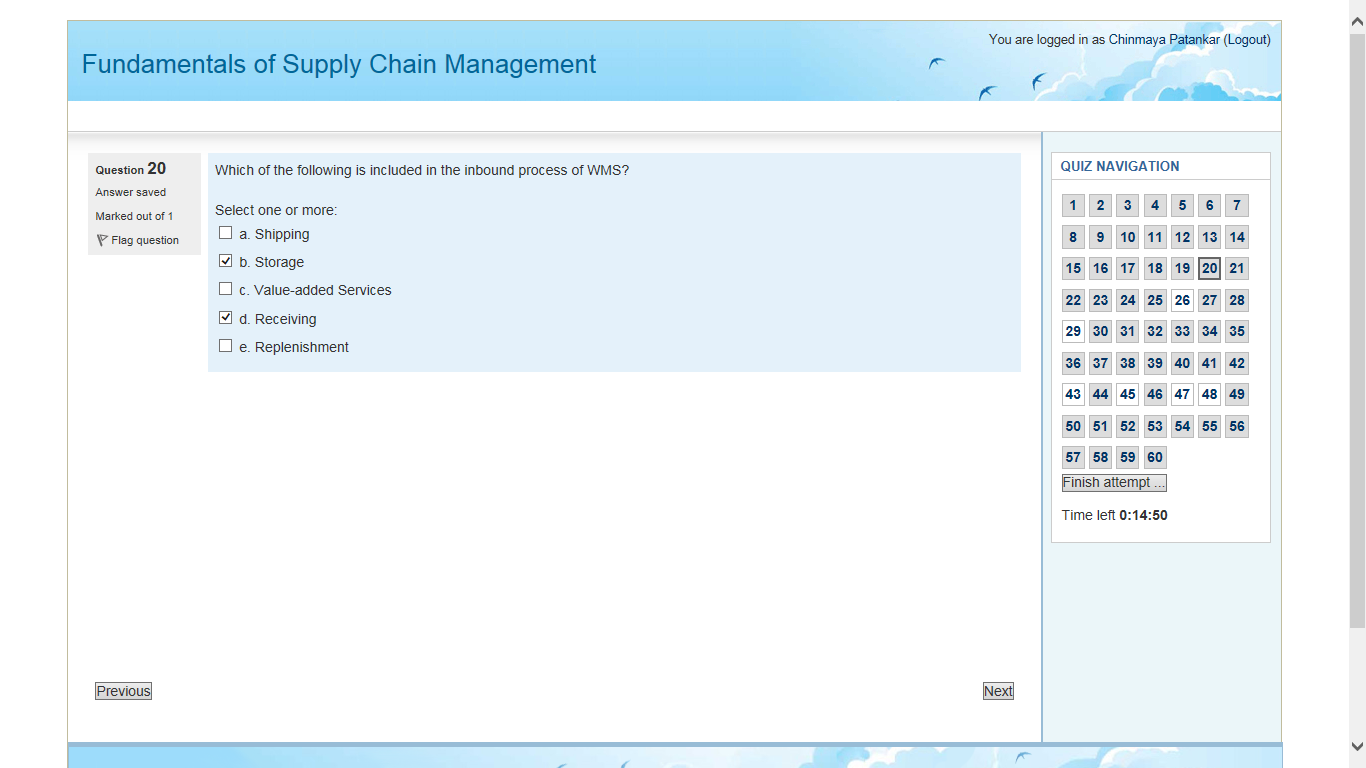 You are logged in as Chinmaya Patankar (Logout)
Fundamentals of Supply Chain Management
Question 20
Answer saved
Marked out of 1
Flag question
Which of the following is included in the inbound process of WMS?
Select one or more:
a. Shipping
b. Storage
c. Value-added Services
d. Receiving
e. Replenishment
Previous
Next
QUIZ NAVIGATION
1 2 3 4 5 6 7
8 9 10 11 12 13 14
15 16 17 18 19 20 21
22 23 24 25 26 27 28
29 30 31 32 33 34 35
36 37 38 39 40 41 42
43 44 45 46 47 48 49
50 51 52 53 54 55 56
57 58 59 60
Finish attempt ...
Time left 0:14:50